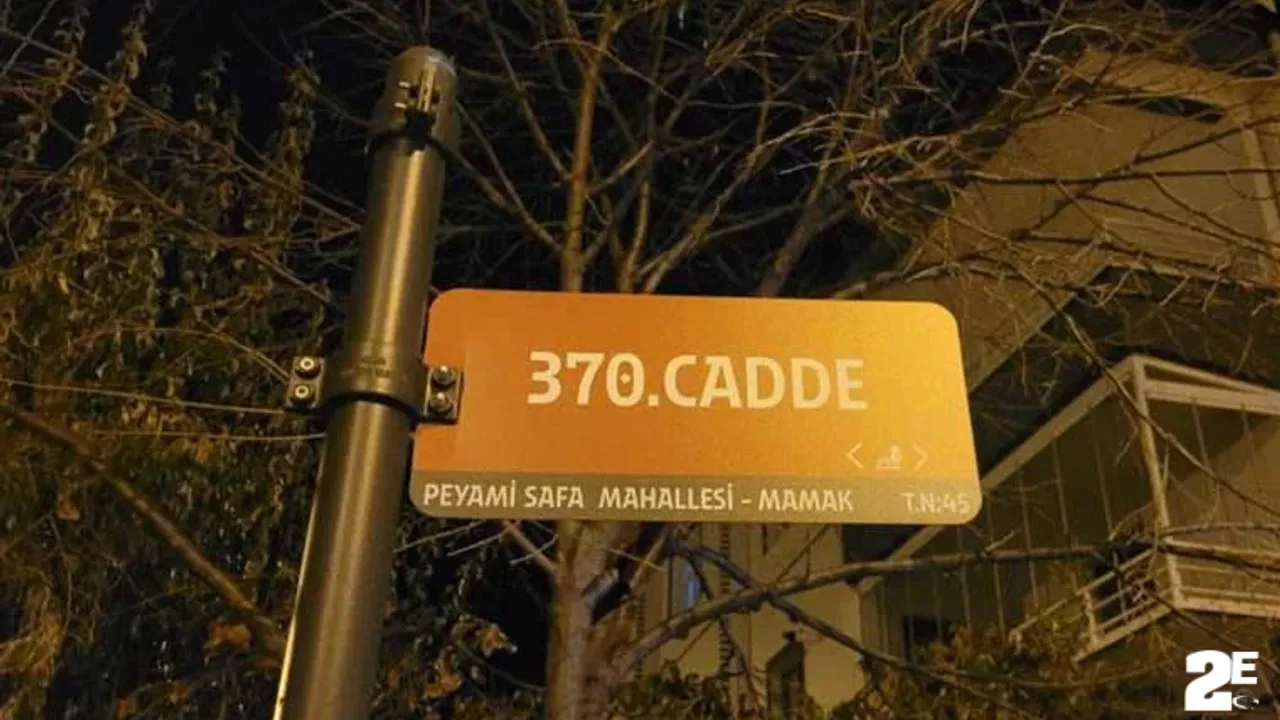 370.CADDE
< >
PEYAMİ SAFA MAHALLESİ - MAMAK T.N:45
2E